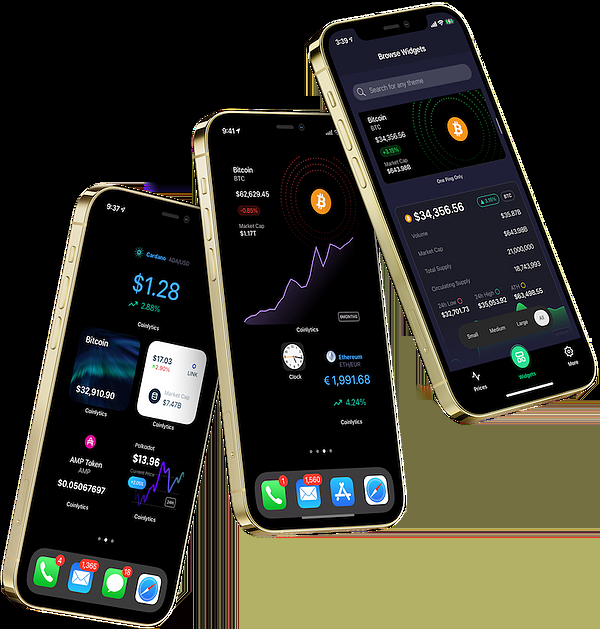 9:37
Cardano ADA/USD
$1.28
2.88%
Coinlytics
Bitcoin
$32,910.90
Coinlytics
$17.03
2.90%
LINK
Market Cap
$7.47B
Coinlytics
AMP Token
AMP
$0.05067697
Coinlytics
Polkadot
$13.96
Current Price
+2.05%
24H
Coinlytics
4
1,365
18
9:41
Bitcoin
BTC
$62,629.45
-0.85%
Market Cap
$1.17T
6MONTHS
Coinlytics
Clock
Ethereum
ETH/EUR
€1,991.68
4.24%
Coinlytics
1
1,560
3:39
Browse Widgets
Search for any theme
Bitcoin
BTC
$34,356.56
+3.15%
Market Cap
$643.98B
One Ring Only
$34,356.56
3.15%
BTC
Volume
$35.87B
Market Cap
$643.98B
Total Supply
21,000,000
Circulating Supply
18,743,993
24h Low
$32,701.73
24h High
$35,053.92
ATH
$63,498.55
Small
Medium
Large
All
Prices
Widgets
More